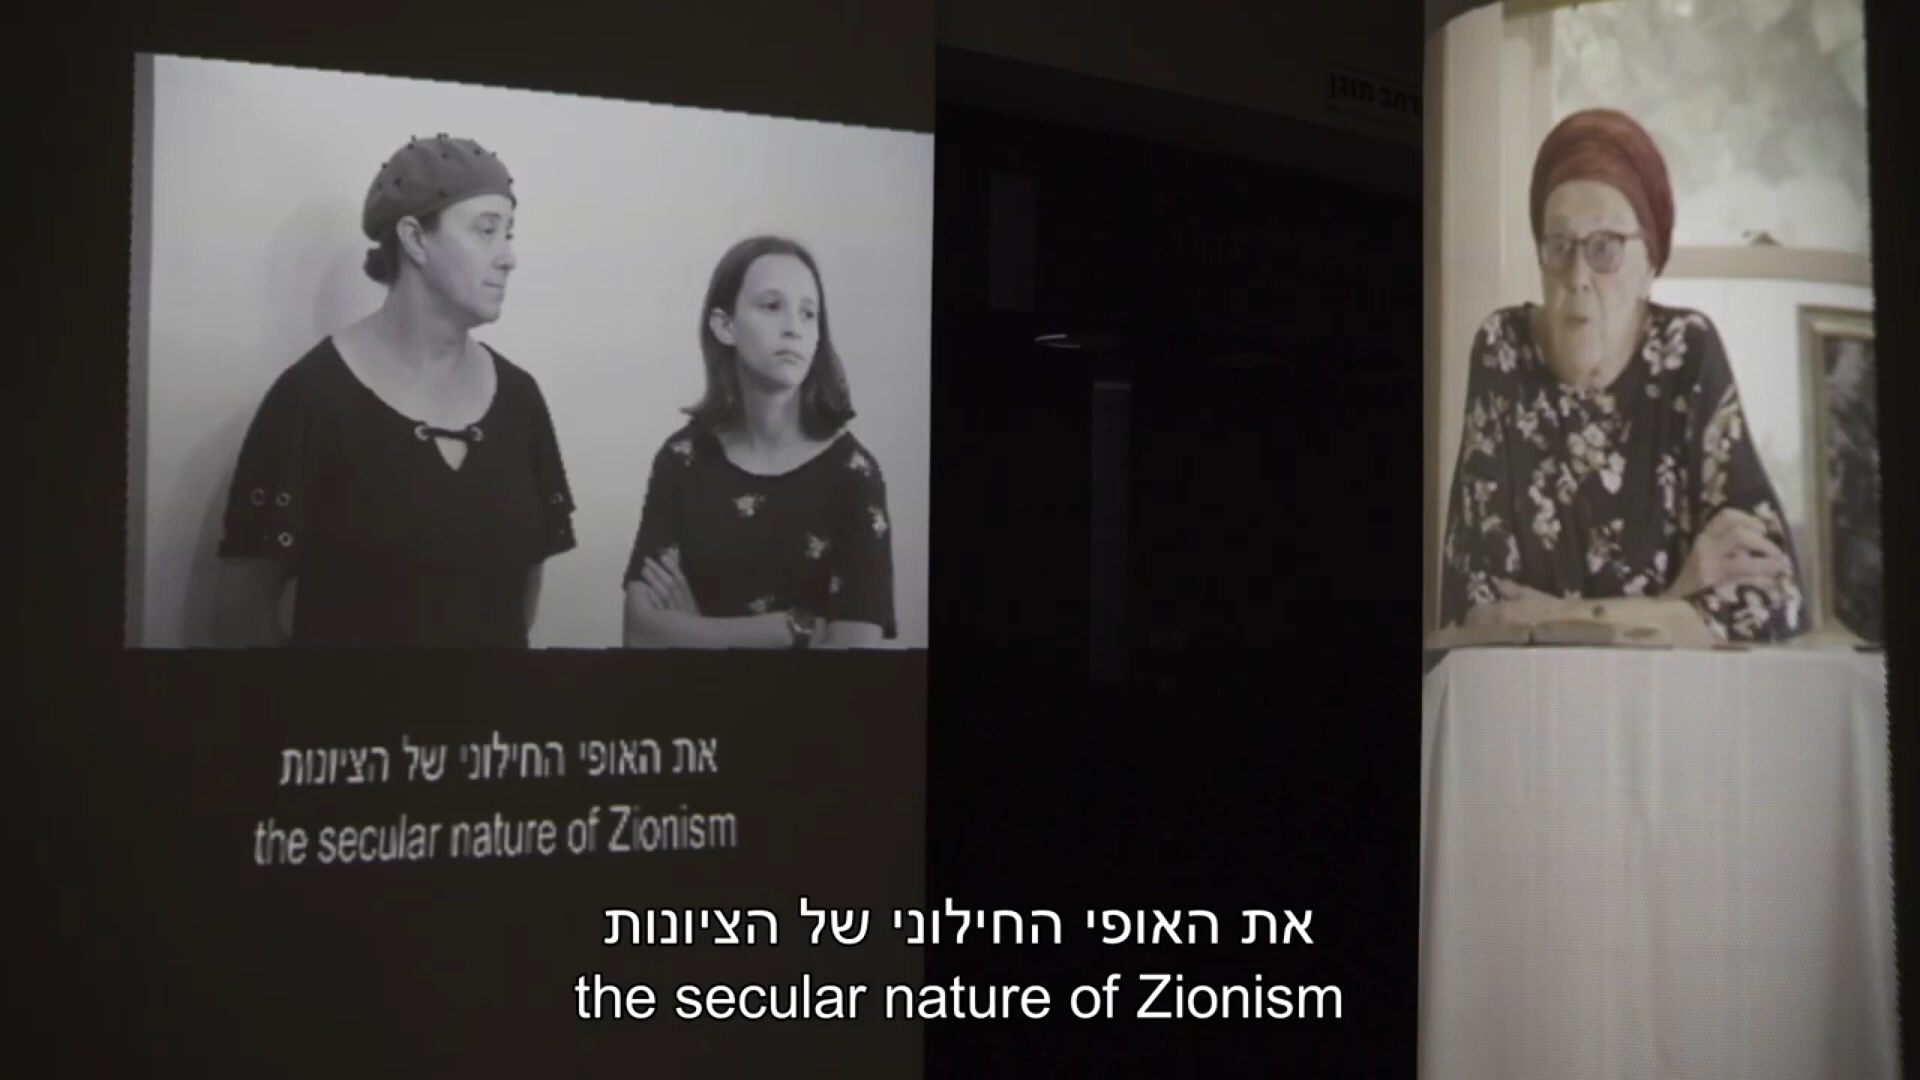 את האופי החילוני של הציונות
the secular nature of Zionism
את האופי החילוני של הציונות
the secular nature of Zionism